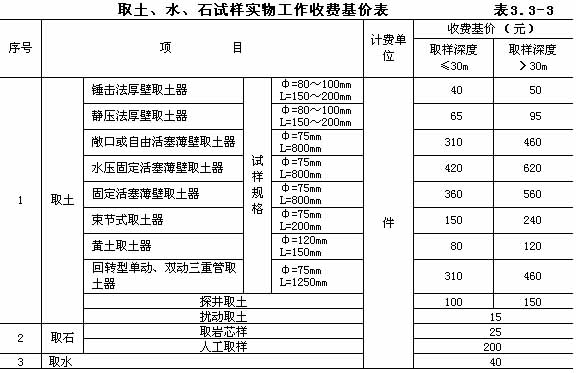 取土、水、石试样实物工作收费基价表 表3.3-3
序号 项 目 计费单位 收费基价（元）
取样深度≤30m 取样深度＞30m
1 取土 试样规格 件
锤击法厚壁取土器 Φ=80～100mm L=150～200mm 40 50
静压法厚壁取土器 Φ=80～100mm L=150～200mm 65 95
敞口或自由活塞薄壁取土器 Φ=75mm L=800mm 310 460
水压固定活塞薄壁取土器 Φ=75mm L=800mm 420 620
固定活塞薄壁取土器 Φ=75mm L=800mm 360 560
束节式取土器 Φ=75mm L=200mm 150 240
黄土取土器 Φ=120mm L=150mm 80 120
回转型单动、双动三重管取土器 Φ=75mm L=1250mm 310 460
探井取土 100 150
扰动取土 15
2 取石 取岩芯样 25
人工取样 200
3 取水 40